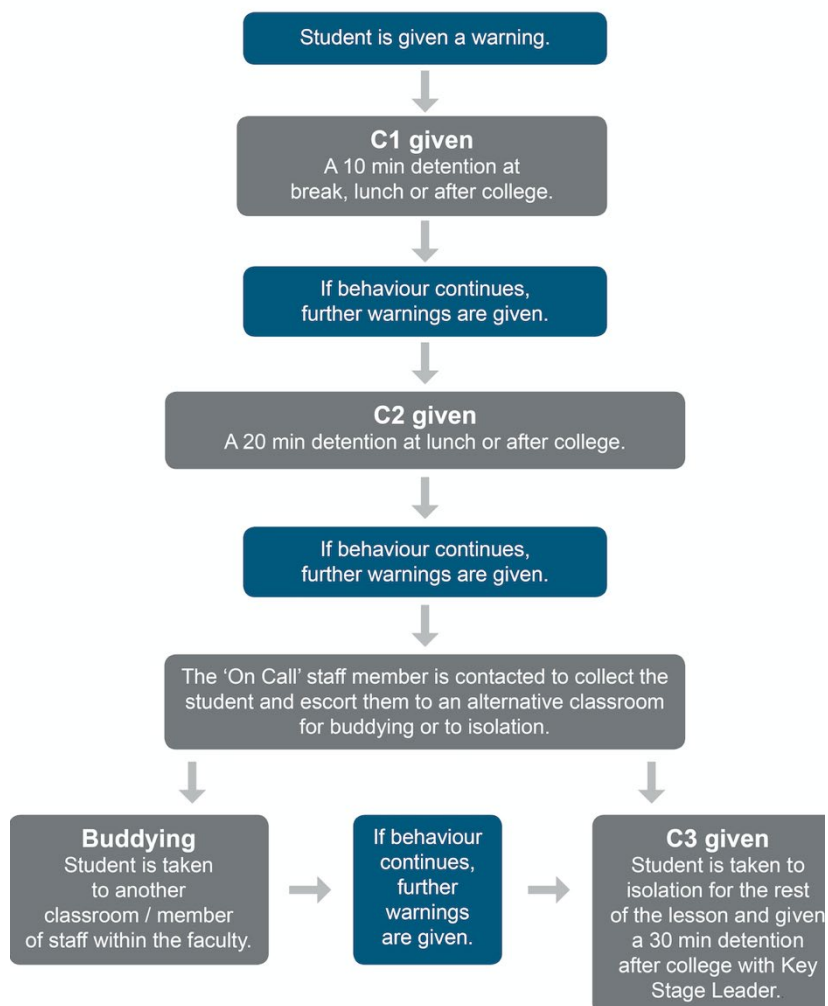 Student is given a warning.
C1 given
A 10 min detention at
break, lunch or after college.
If behaviour continues,
further warnings are given.
C2 given
A 20 min detention at lunch or after college.
If behaviour continues,
further warnings are given.
The ‘On Call’ staff member is contacted to collect the
student and escort them to an alternative classroom
for buddying or to isolation.
Buddying
Student is taken
to another
classroom / member
of staff within the faculty.
If behaviour
continues,
further
warnings
are given.
C3 given
Student is taken to
isolation for the rest
of the lesson and given
a 30 min detention
after college with Key
Stage Leader.